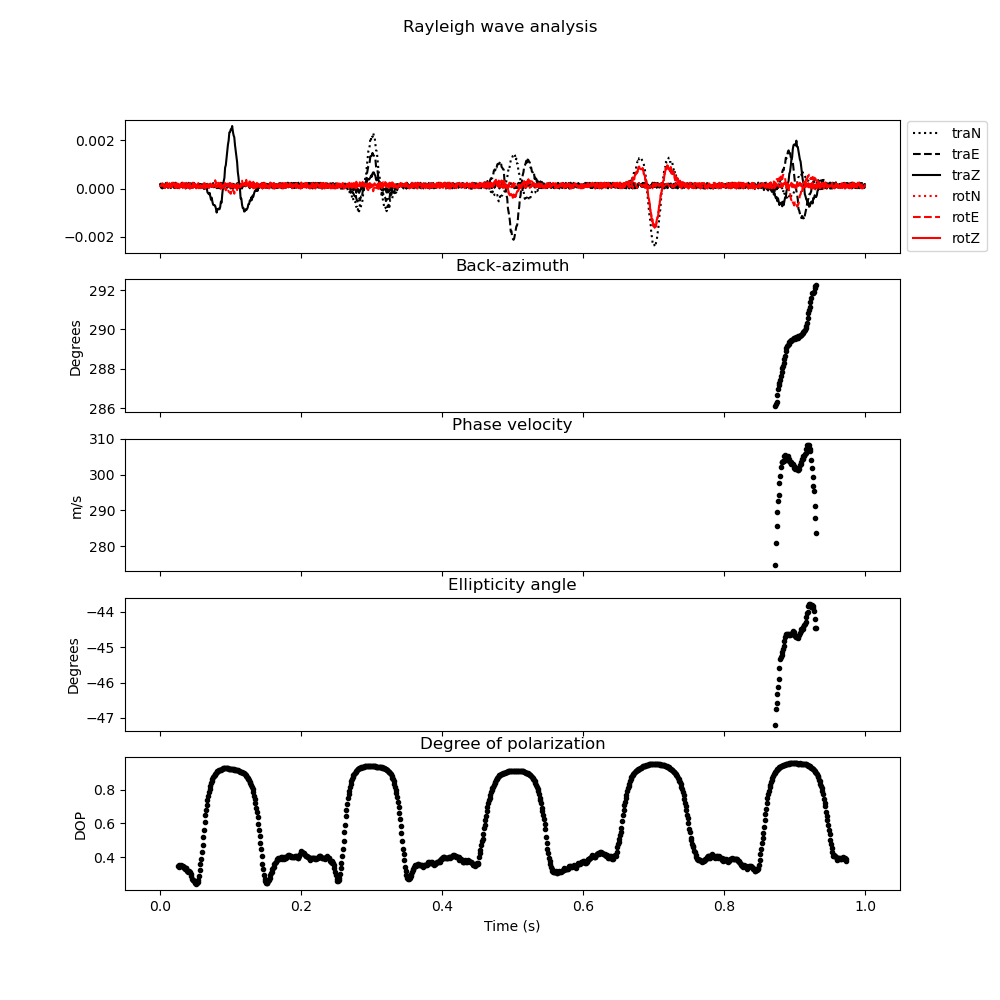 Rayleigh wave analysis
0.002
0.000
−0.002
traN
traE
traZ
rotN
rotE
rotZ
Back-azimuth
292
290
288
286
Degrees
Phase velocity
310
300
290
280
m/s
Ellipticity angle
−44
−45
−46
−47
Degrees
Degree of polarization
0.8
0.6
0.4
DOP
0.0 0.2 0.4 0.6 0.8 1.0
Time (s)